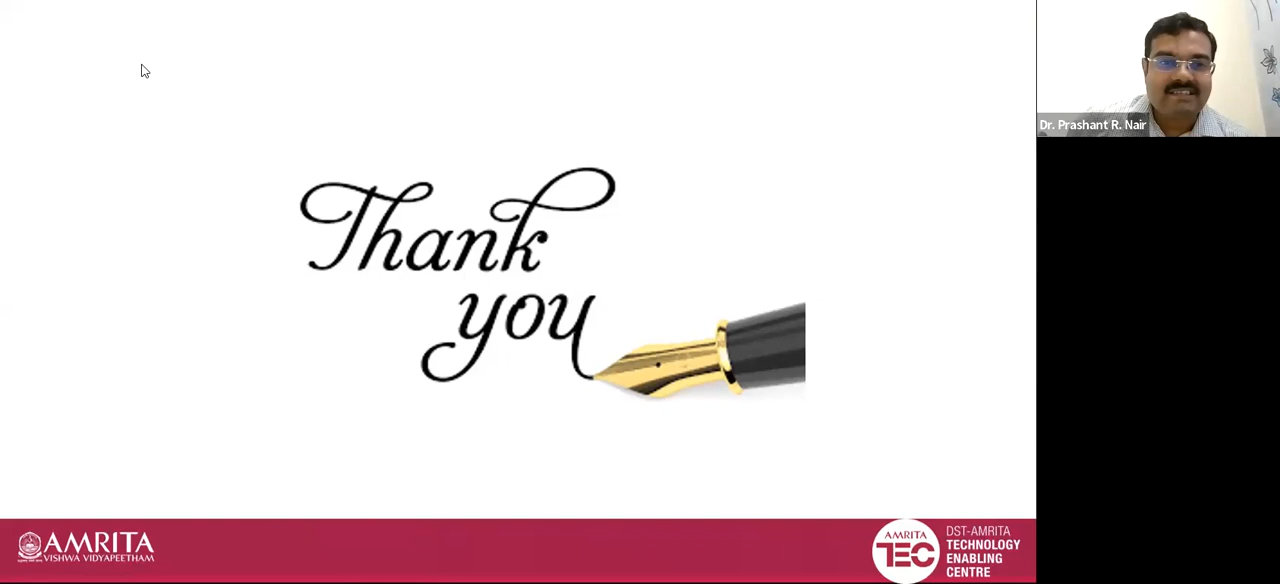 Dr. Prashant R. Nair
Thank
you
AMRITA
VISHWA VIDYAPEETHAM
AMRITA
TEC
DST-AMRITA
TECHNOLOGY
ENABLING
CENTRE